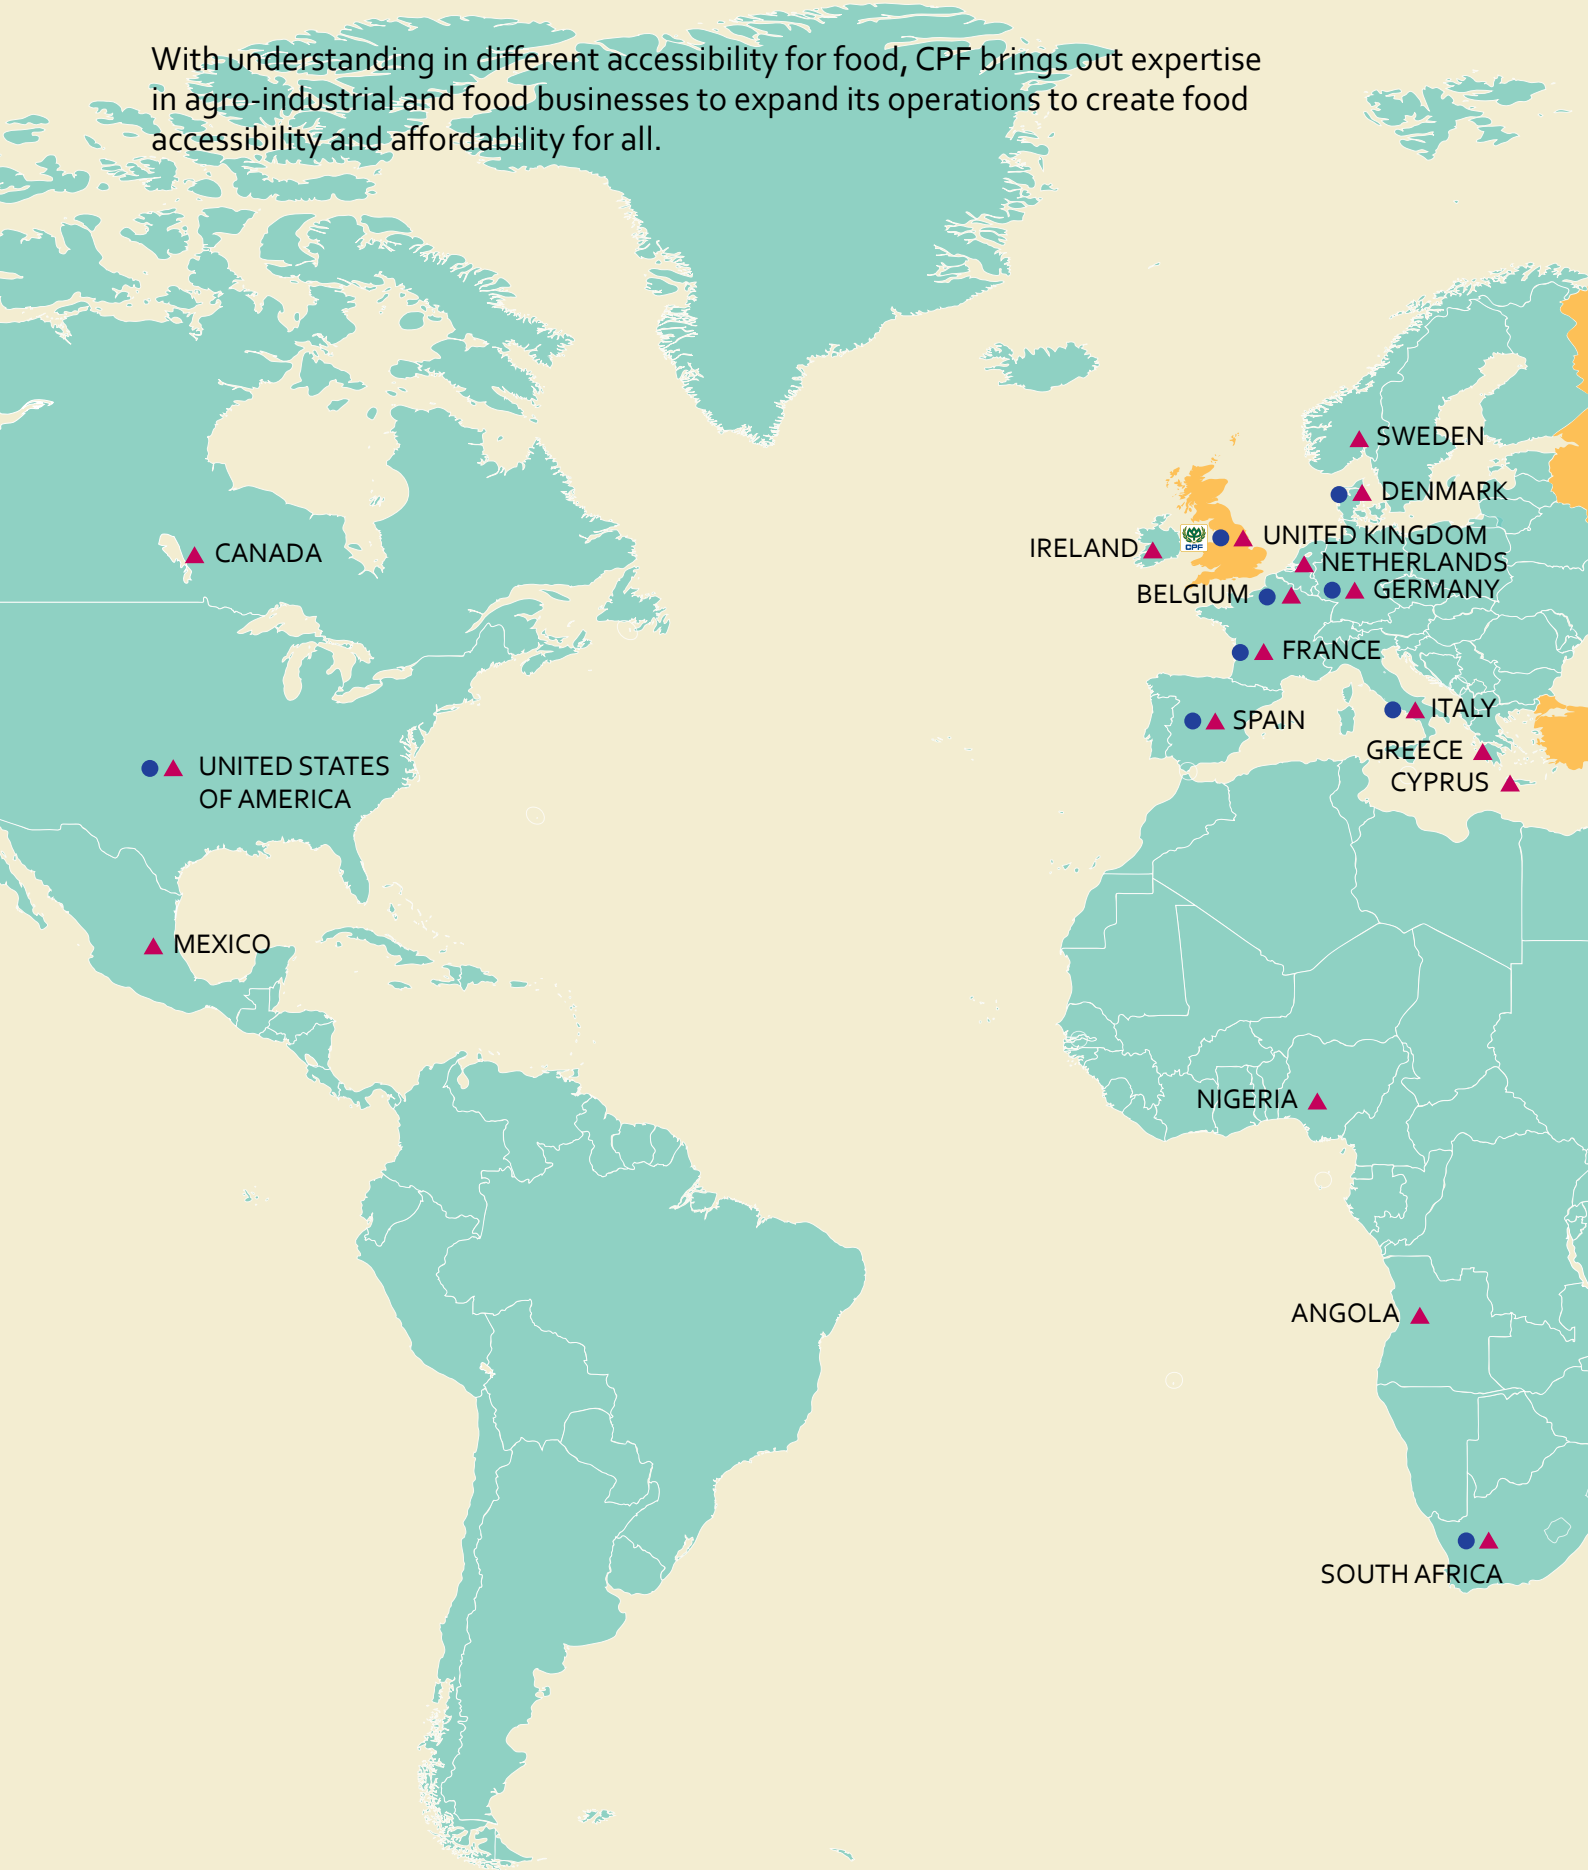 With understanding in different accessibility for food, CPF brings out expertise
in agro-industrial and food businesses to expand its operations to create food
accessibility and affordability for all.
SWEDEN
DENMARK
UNITED KINGDOM
IRELAND
CPF
CANADA
NETHERLANDS
GERMANY
BELGIUM
FRANCE
ITALY
SPAIN
GREECE
CYPRUS
UNITED STATES
OF AMERICA
MEXICO
NIGERIA
ANGOLA
SOUTH AFRICA